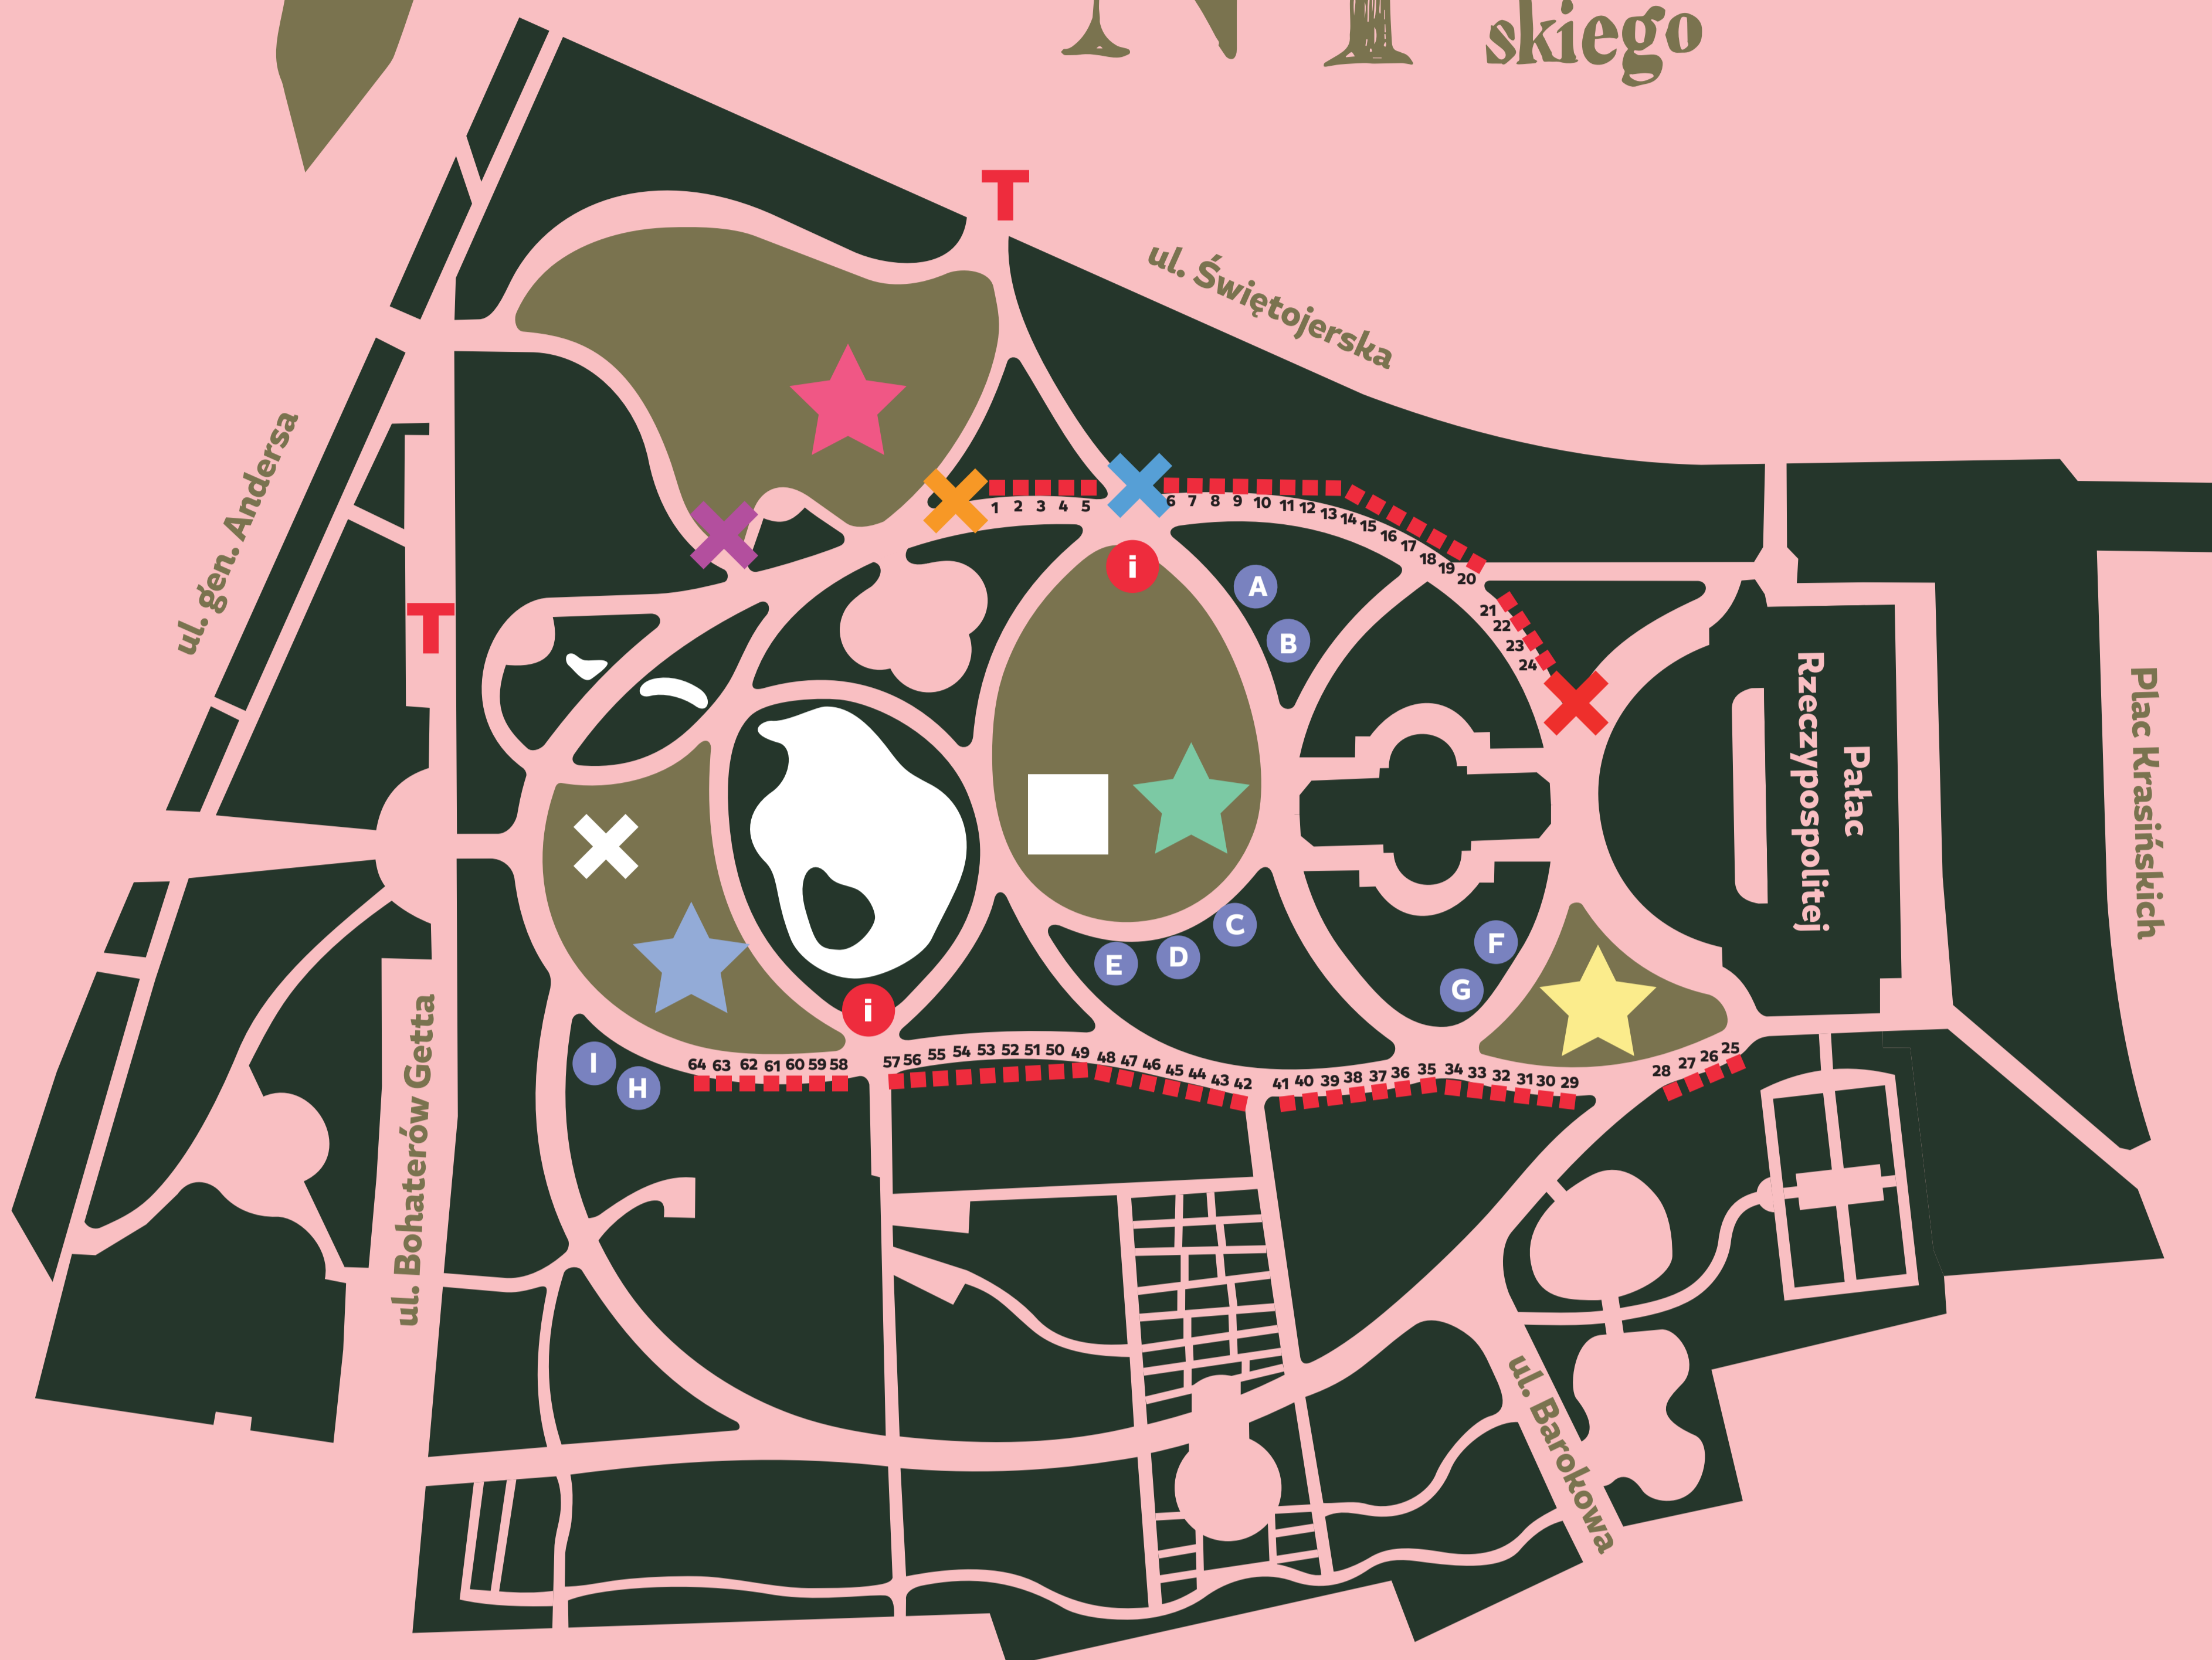 skiego
T
ul. Świętojerska
ul. gen. Andersa
1 2 3 4 5
6 7 8 9 10 11 12 13 14 15 16 17 18 19 20
i
A
B
T
21
22
23
24
Pałac
Rzeczypospolitej
Plac Krasińskich
C
D
E
F
G
i
I
H
64 63 62 61 60 59 58
57 56 55 54 53 52 51 50 49 48 47 46 45 44 43 42
41 40 39 38 37 36 35 34 33 32 31 30 29
28 27 26 25
ul. Bohaterów Getta
ul. Barokowa